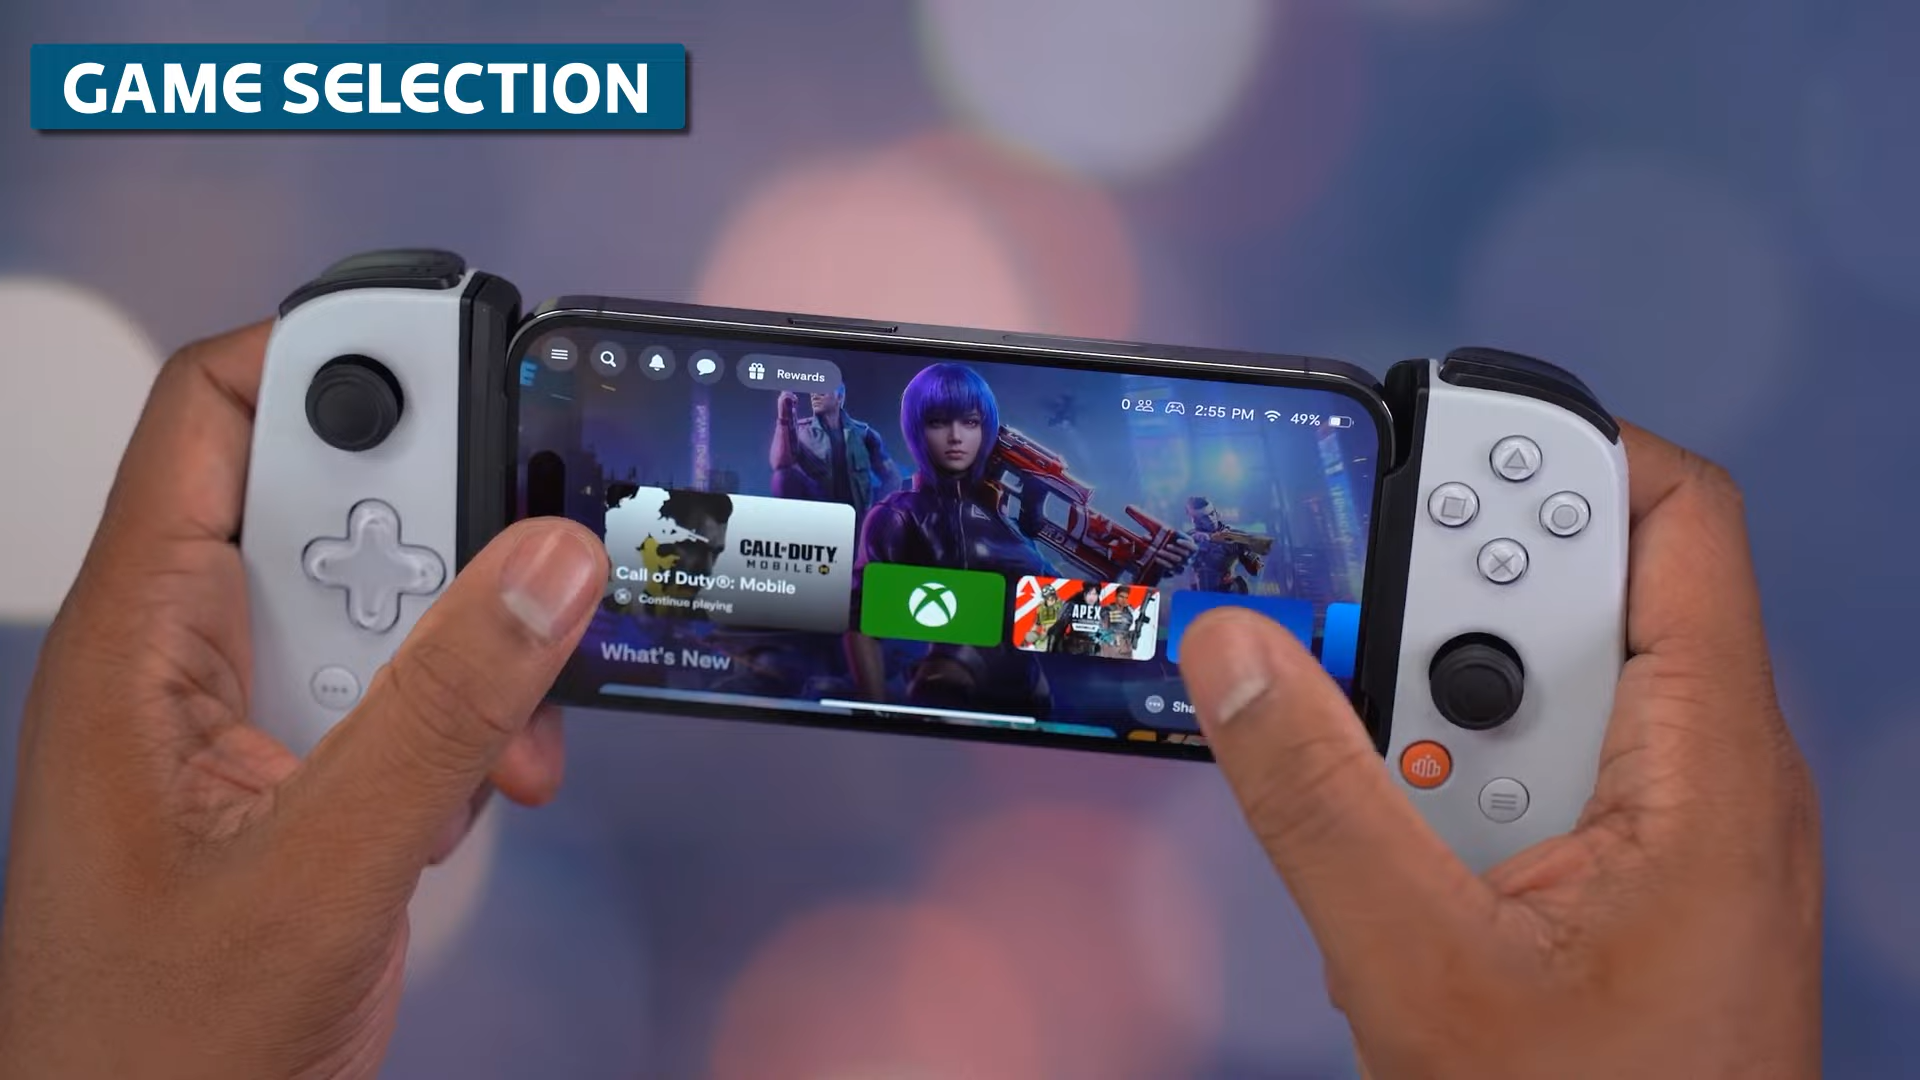 GAME SELECTION
Rewards
0 2:55 PM 49%
CALL OF DUTY
MOBILE
Call of Duty®: Mobile
Continue playing
APEX
What's New
Sha